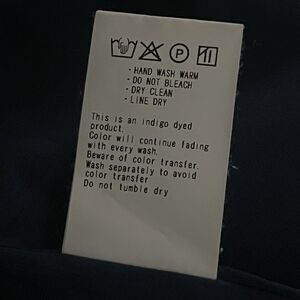 P
- HAND WASH WARM
- DO NOT BLEACH
- DRY CLEAN
- LINE DRY
This is an indigo dyed
product.
Color will continue fading
with every wash.
Beware of color transfer.
Wash separately to avoid
color transfer
Do not tumble dry